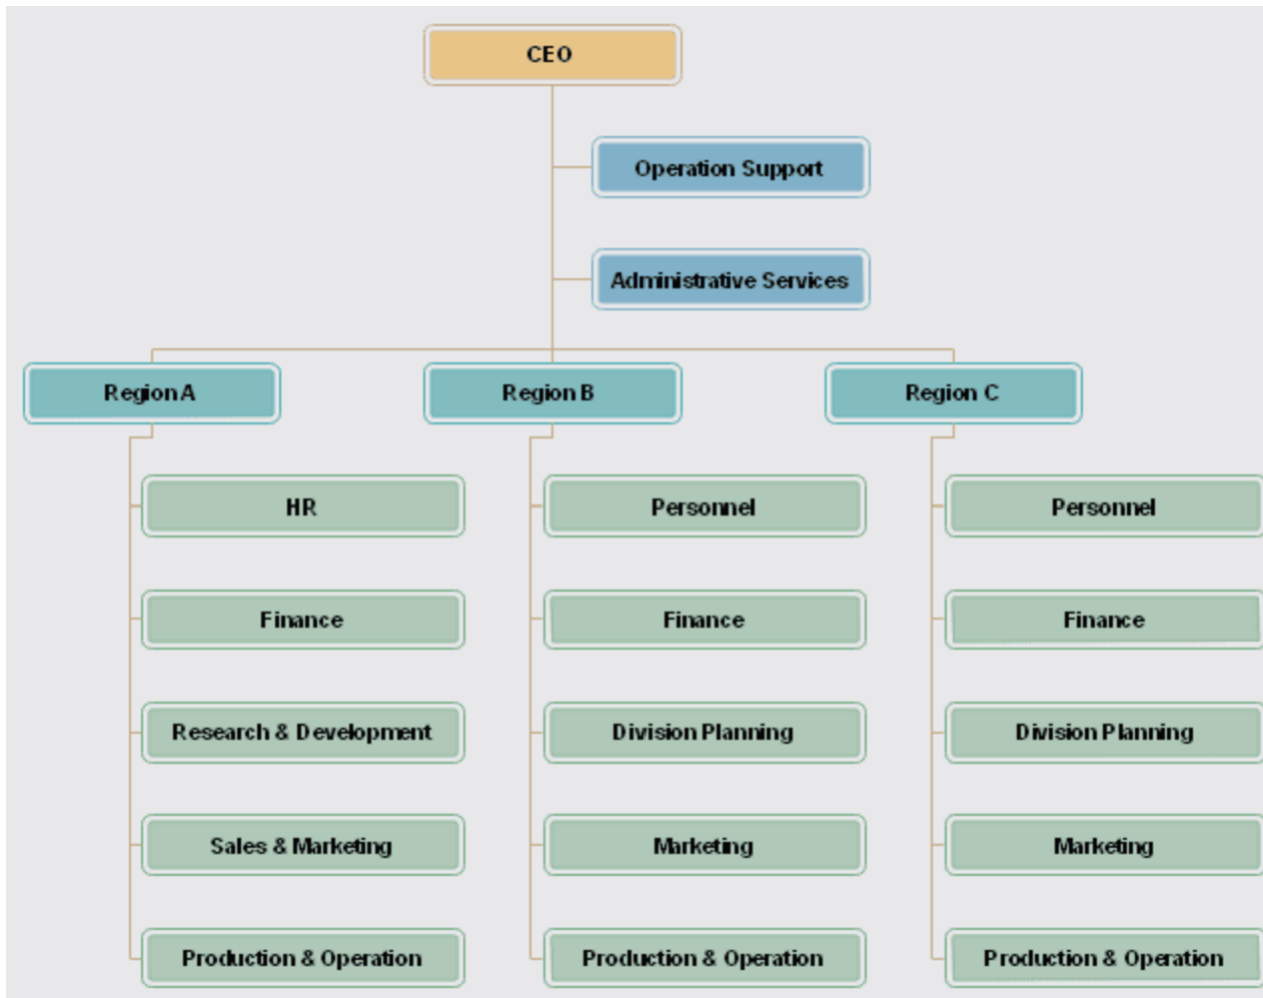 CEO
Operation Support
Administrative Services
Region A
Region B
Region C
HR
Personnel
Personnel
Finance
Finance
Finance
Research & Development
Division Planning
Division Planning
Sales & Marketing
Marketing
Marketing
Production & Operation
Production & Operation
Production & Operation